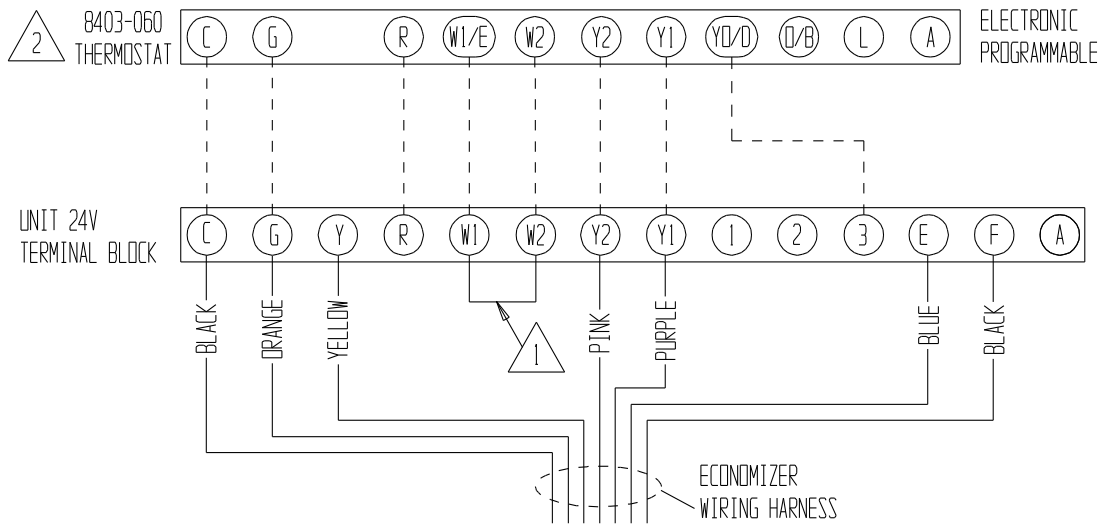 2
8403-060
THERMOSTAT
C G R W1/E W2 Y2 Y1 YO/D O/B L A
ELECTRONIC
PROGRAMMABLE
UNIT 24V
TERMINAL BLOCK
C G Y R W1 W2 Y2 Y1 1 2 3 E F A
BLACK
ORANGE
YELLOW
PINK
PURPLE
BLUE
BLACK
1
ECONOMIZER
WIRING HARNESS